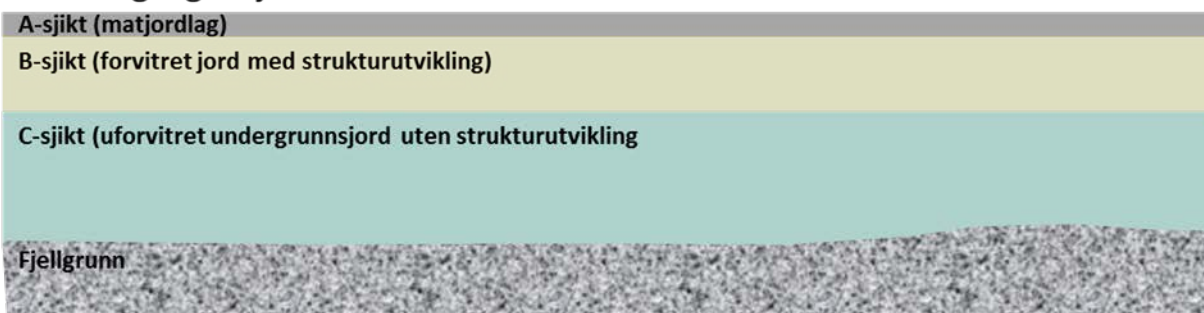 A-sjikt (matjordlag)
B-sjikt (forvitret jord med strukturutvikling)
C-sjikt (uforvitret undergrunnsjord uten strukturutvikling
Fjellgrunn